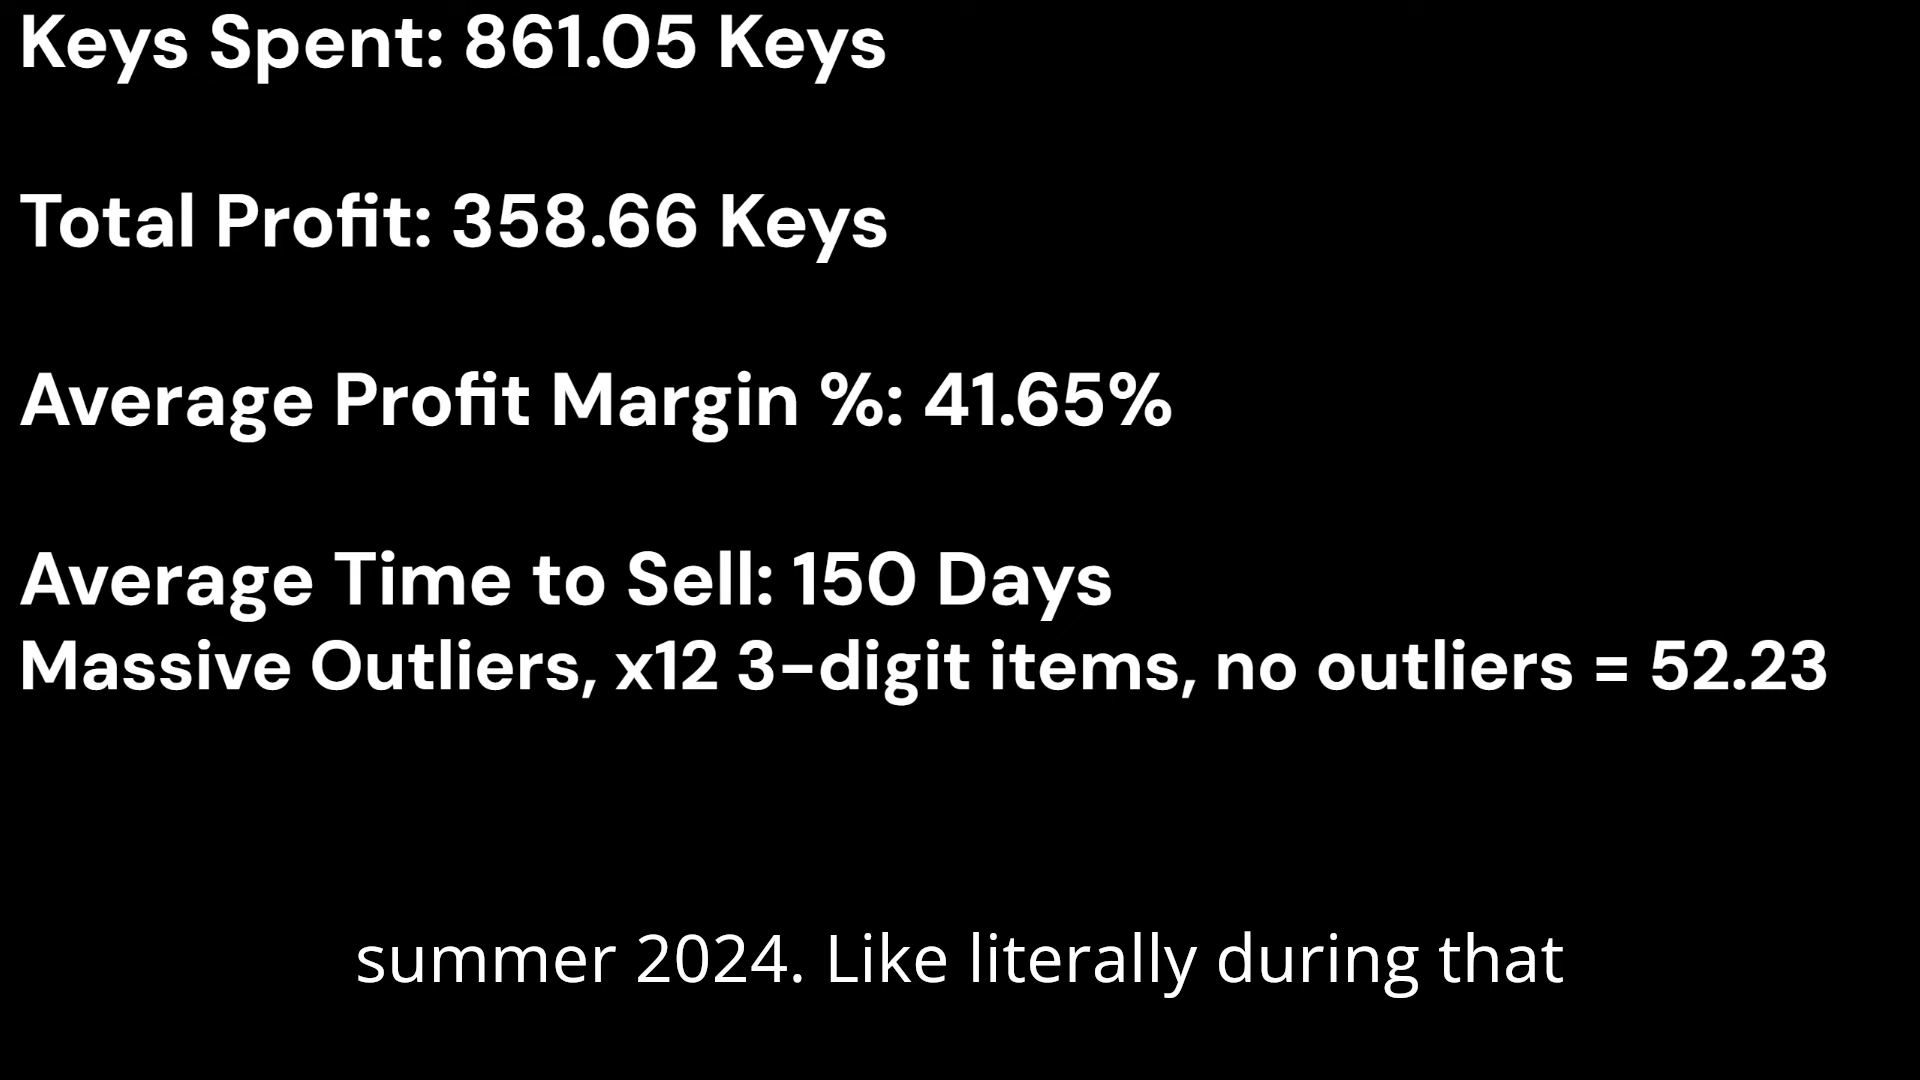 Keys Spent: 861.05 Keys
Total Profit: 358.66 Keys
Average Profit Margin %: 41.65%
Average Time to Sell: 150 Days
Massive Outliers, x12 3-digit items, no outliers = 52.23
summer 2024. Like literally during that